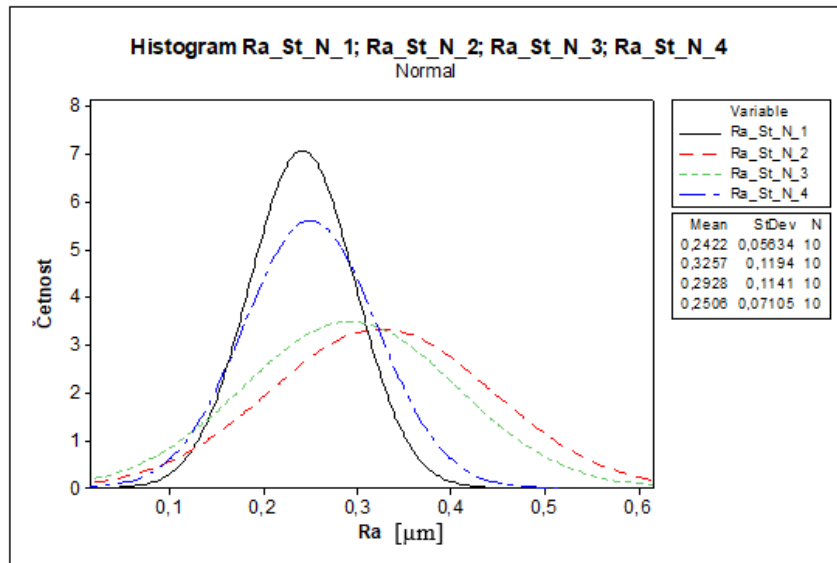 Histogram Ra_St_N_1; Ra_St_N_2; Ra_St_N_3; Ra_St_N_4
Normal
8
7
6
5
4
3
2
1
0
Četnost
0,1 0,2 0,3 0,4 0,5 0,6
Ra [µm]
Variable
Ra_St_N_1
Ra_St_N_2
Ra_St_N_3
Ra_St_N_4
Mean StDev N
0,2422 0,05634 10
0,3257 0,1194 10
0,2928 0,1141 10
0,2506 0,07105 10